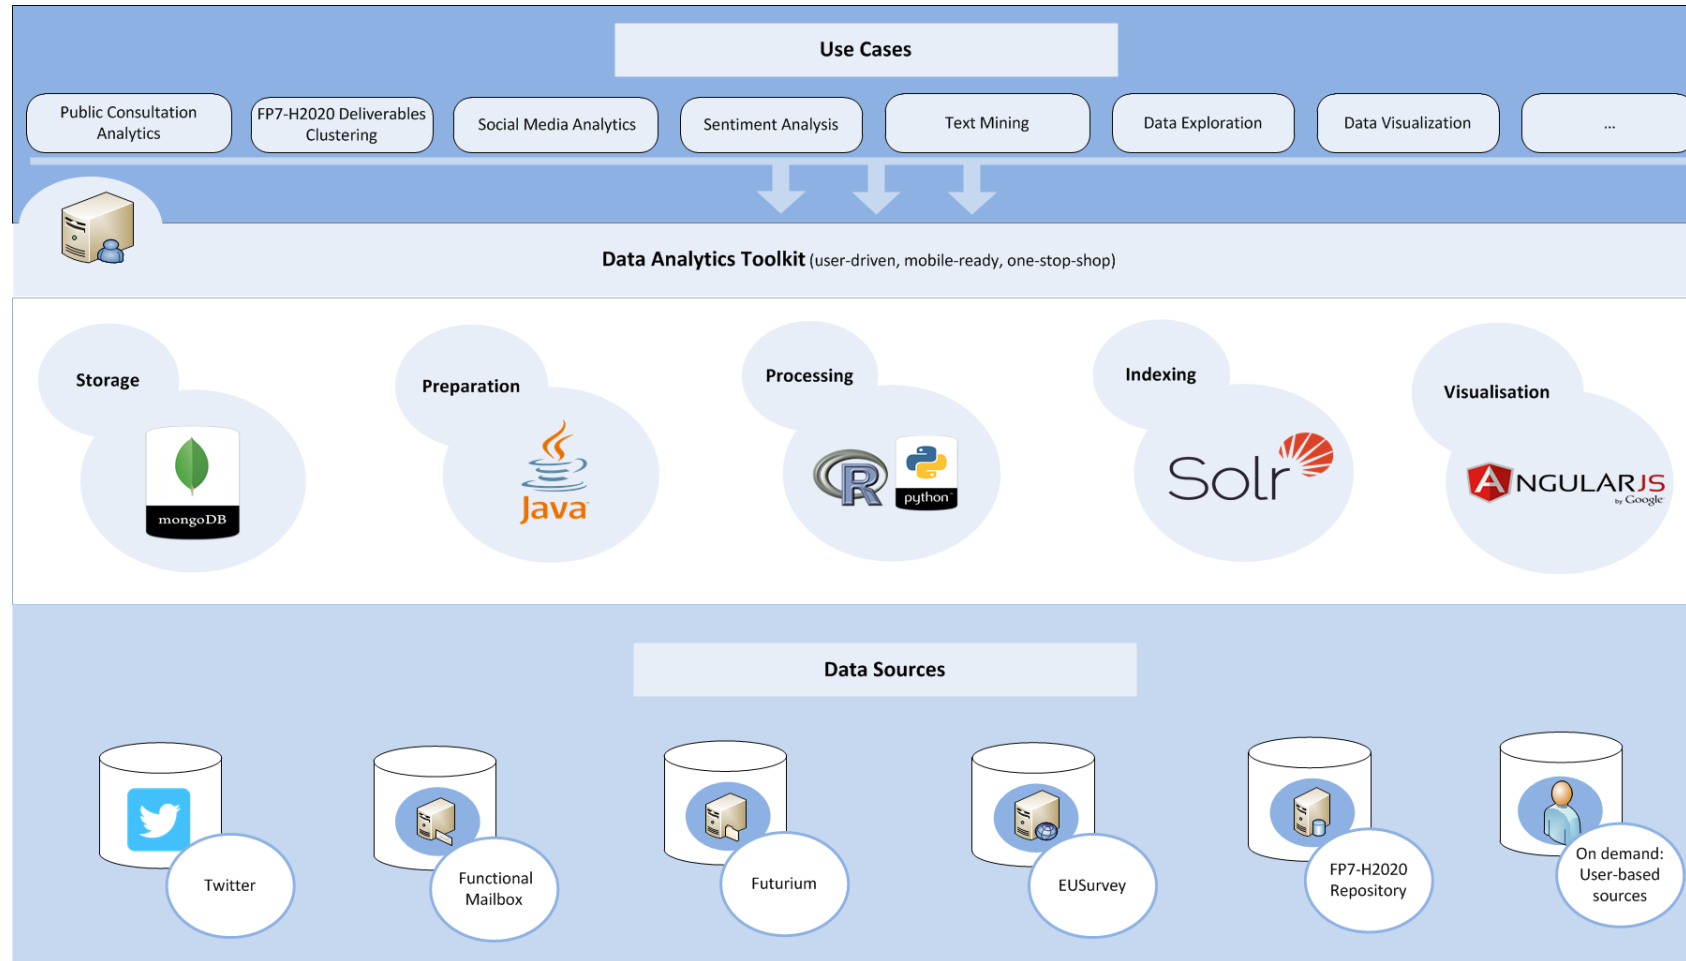 Use Cases
Public Consultation
Analytics
FP7-H2020 Deliverables
Clustering
Social Media Analytics
Sentiment Analysis
Text Mining
Data Exploration
Data Visualization
...
Data Analytics Toolkit (user-driven, mobile-ready, one-stop-shop)
Storage
mongoDB
Preparation
Java™
Processing
R
python™
Indexing
Solr
Visualisation
ANGULARJS
by Google
Data Sources
Twitter
Functional
Mailbox
Futurium
EUSurvey
FP7-H2020
Repository
On demand:
User-based
sources